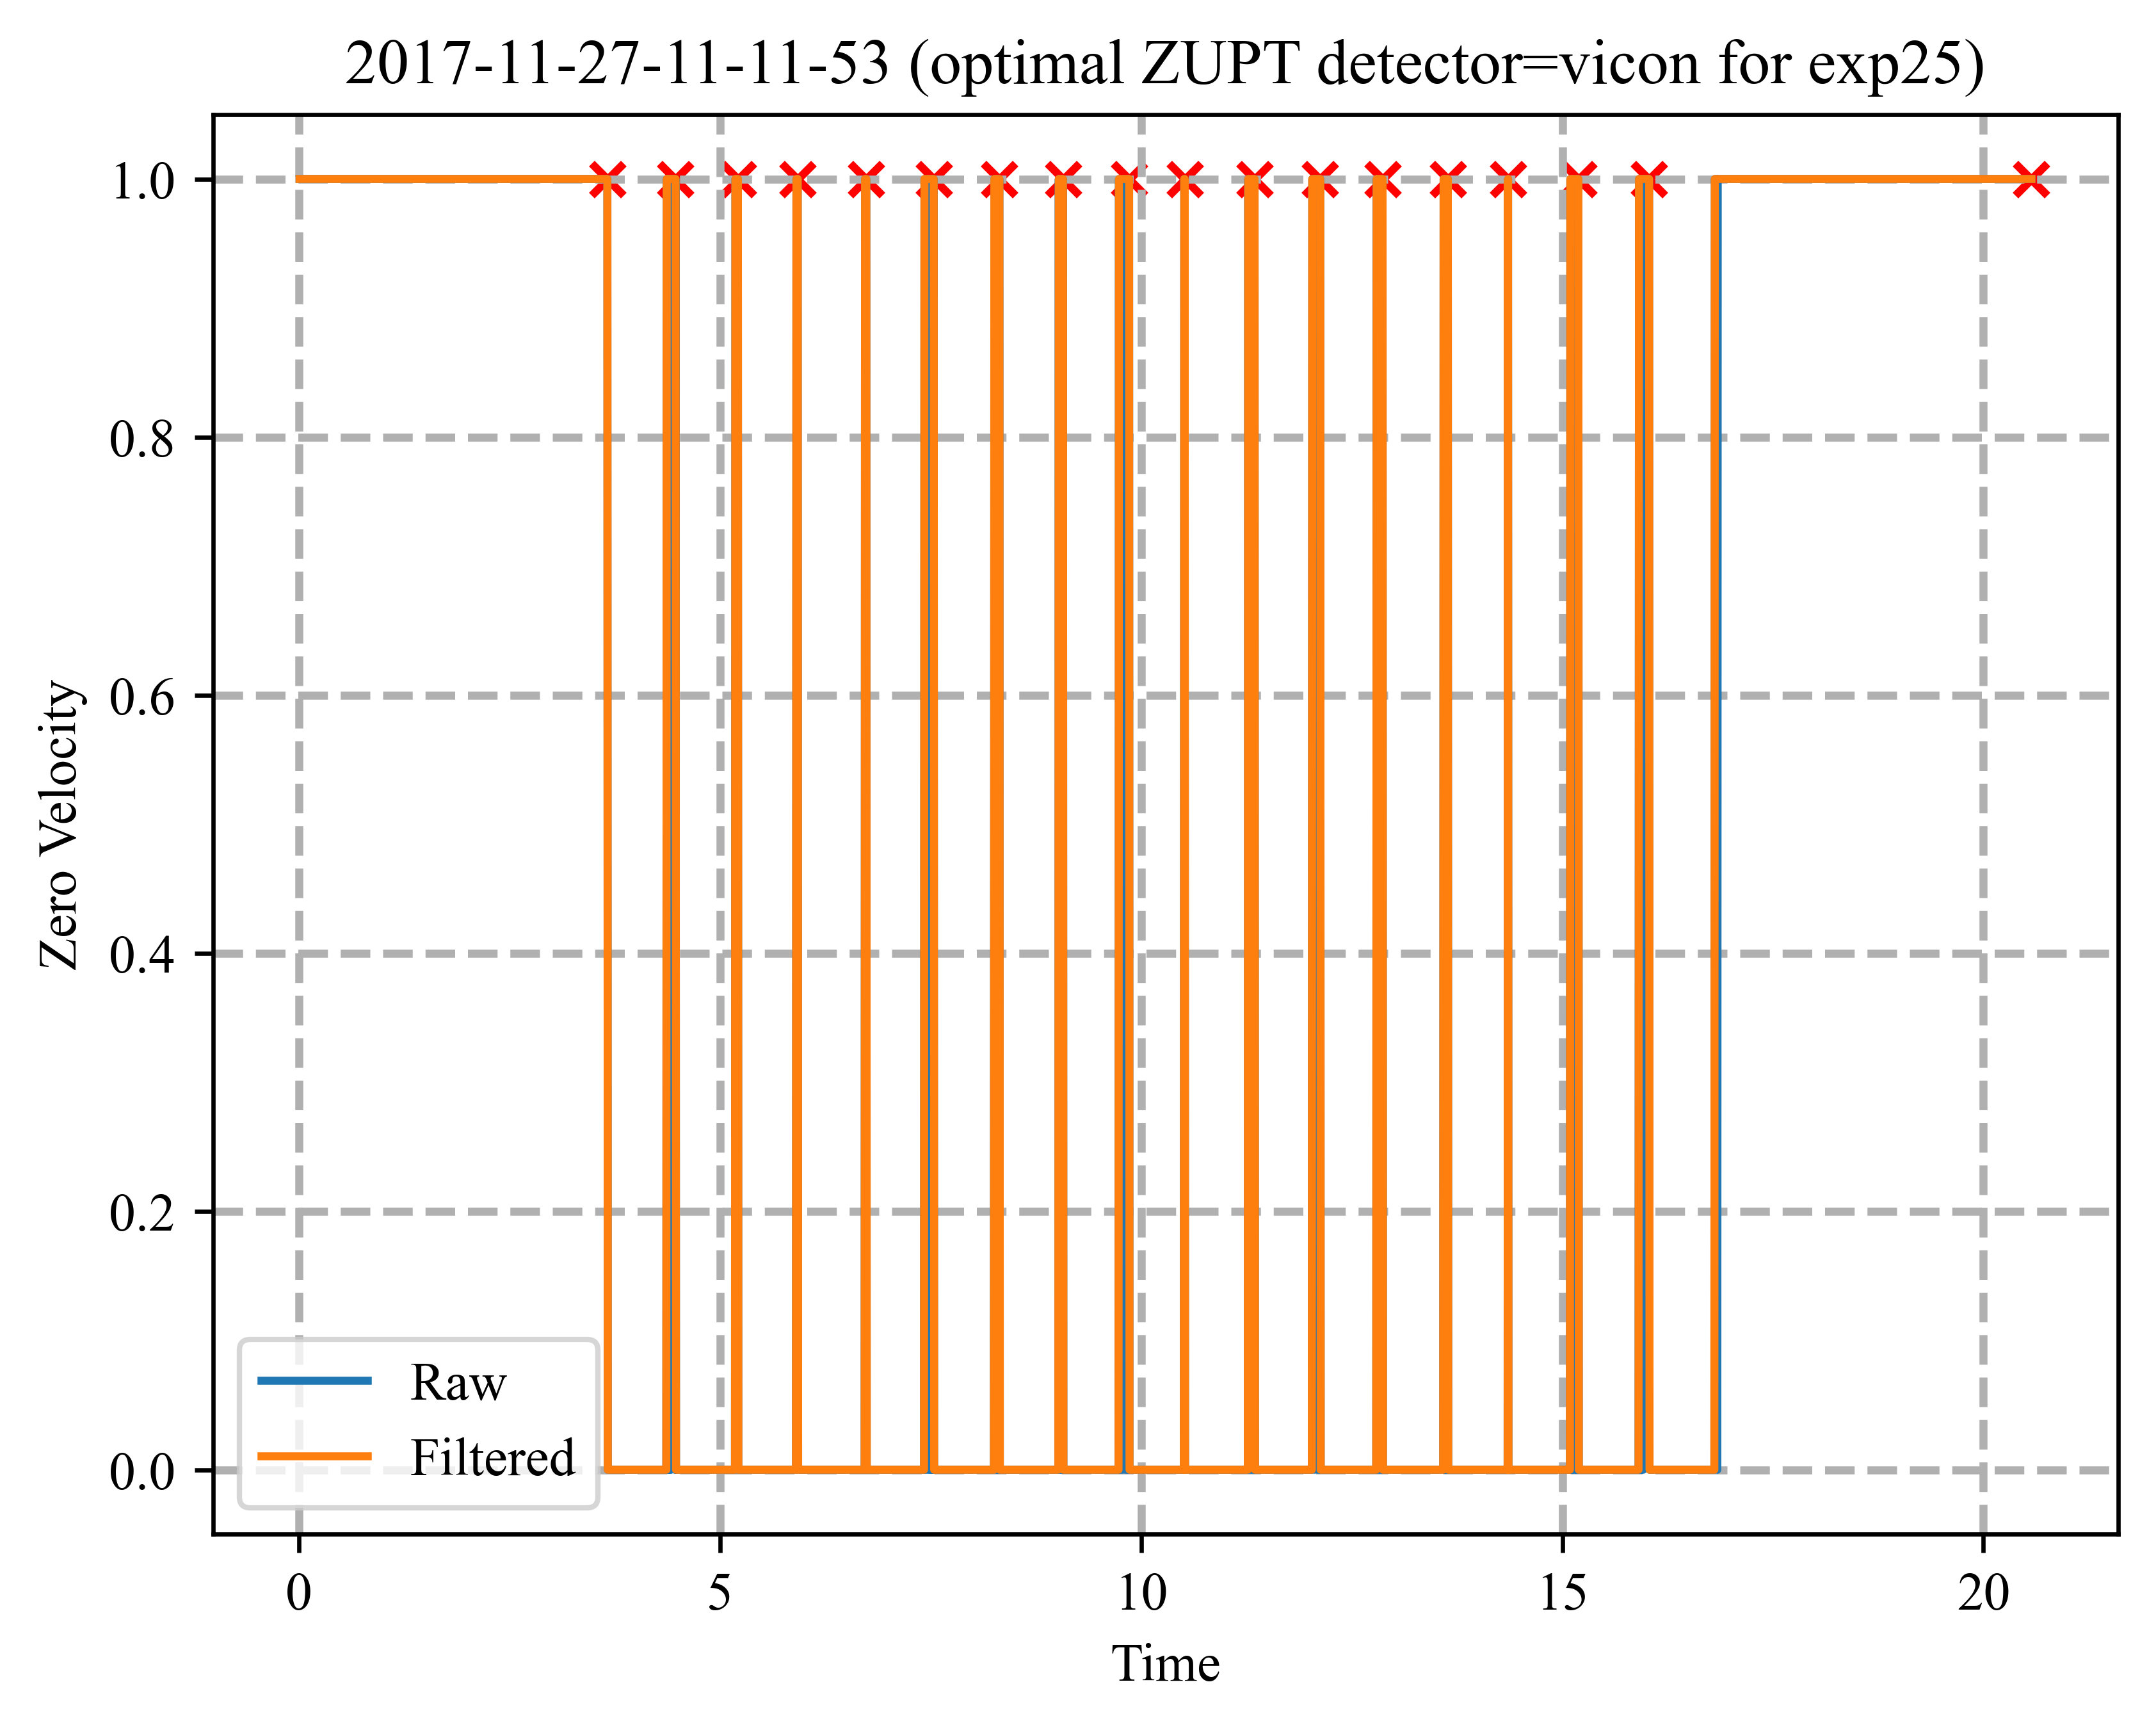 2017-11-27-11-11-53 (optimal ZUPT detector=vicon for exp25)
1.0
0.8
0.6
0.4
0.2
0.0
Zero Velocity
Raw
Filtered
0 5 10 15 20
Time